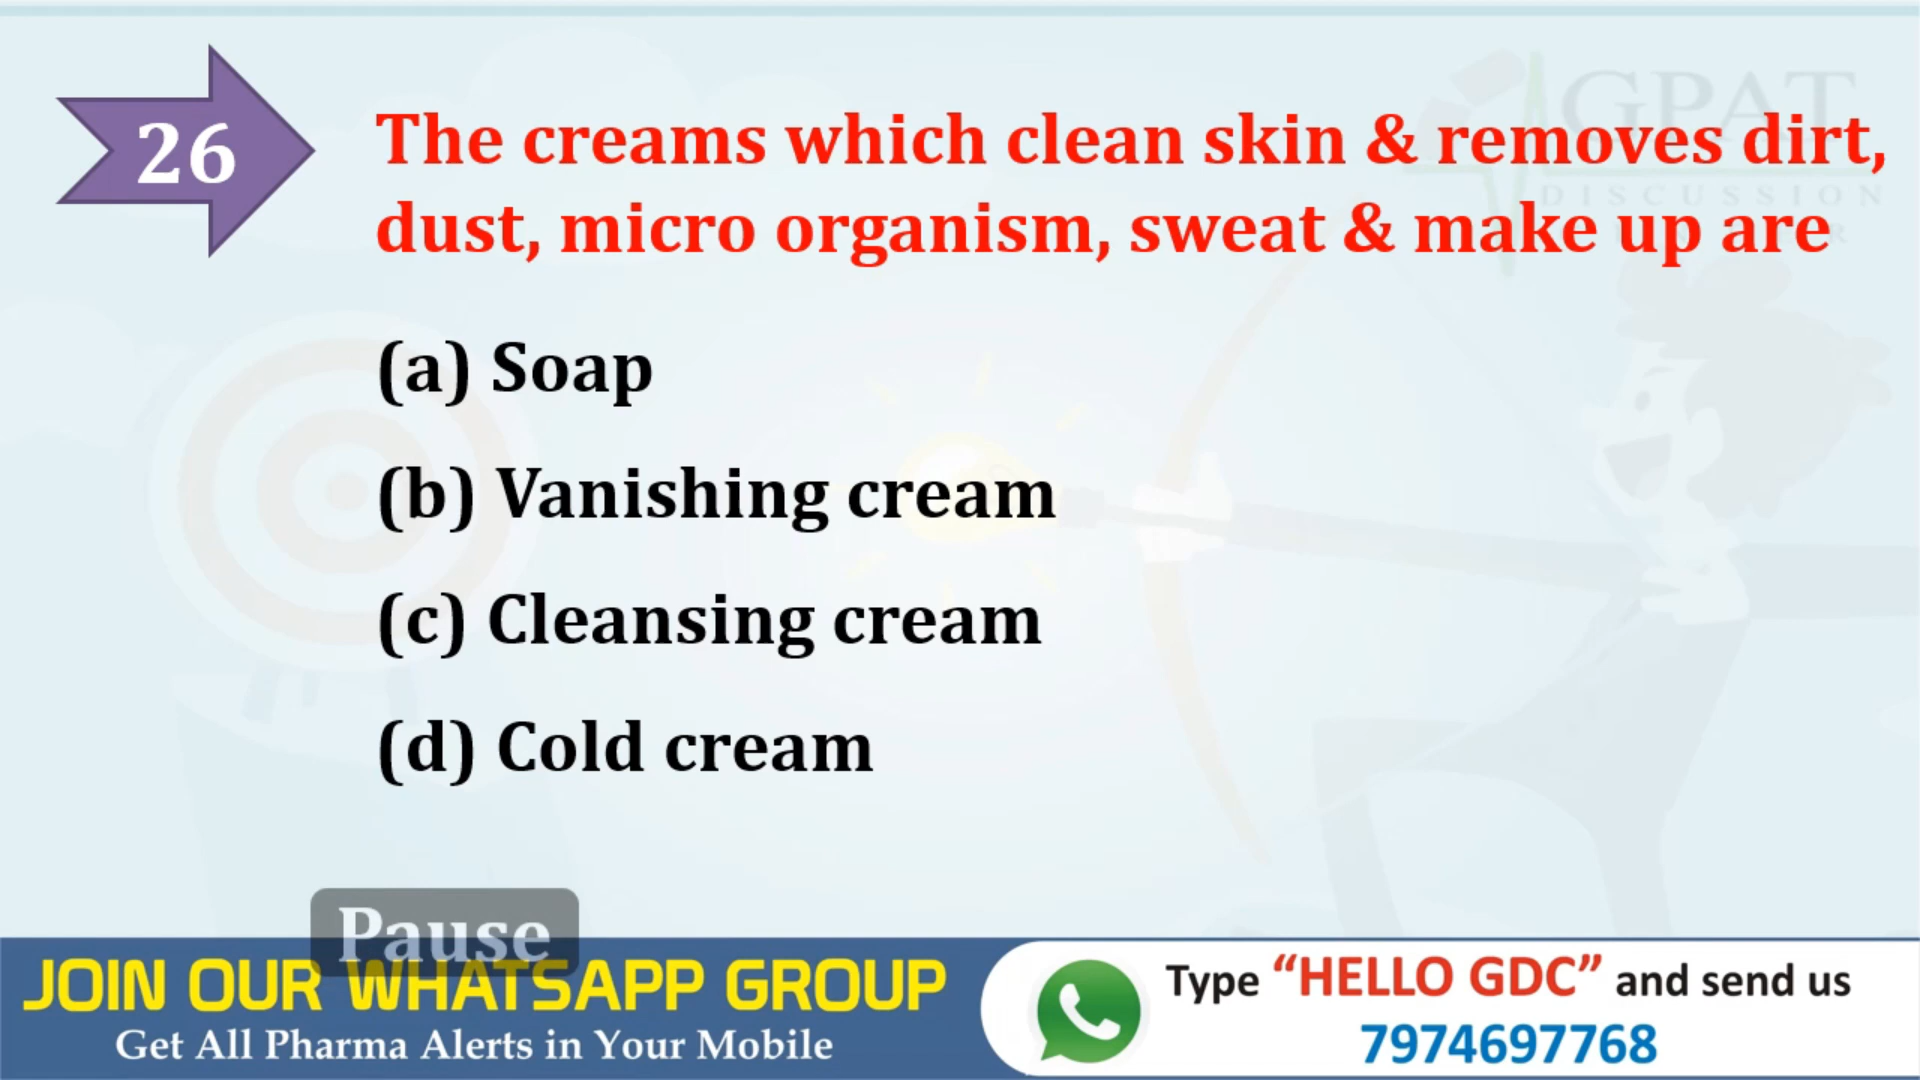 26
The creams which clean skin & removes dirt,
dust, micro organism, sweat & make up are
(a) Soap
(b) Vanishing cream
(c) Cleansing cream
(d) Cold cream
GPAT
DISCUSSION
Pause
JOIN OUR WHATSAPP GROUP
Get All Pharma Alerts in Your Mobile
Type “HELLO GDC” and send us
7974697768